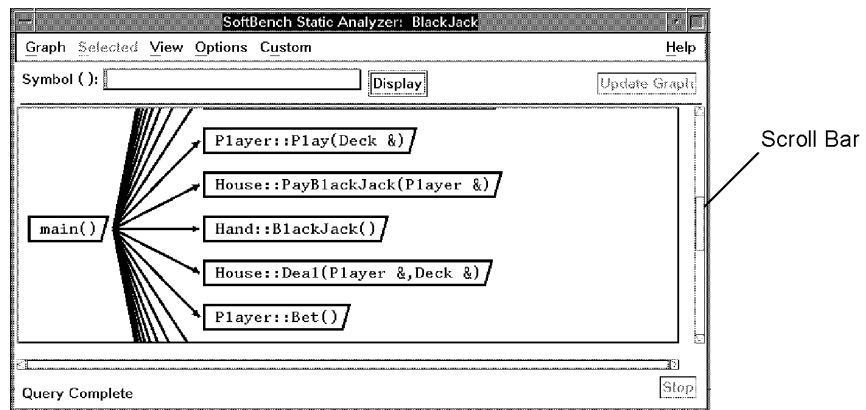 SoftBench Static Analyzer: BlackJack
Graph Selected View Options Custom Help
Symbol (): Display Update Graph
Player::Play(Deck &)
Scroll Bar
House::PayBlackJack(Player &)
main() Hand::BlackJack()
House::Deal(Player &,Deck &)
Player::Bet()
Query Complete Stop